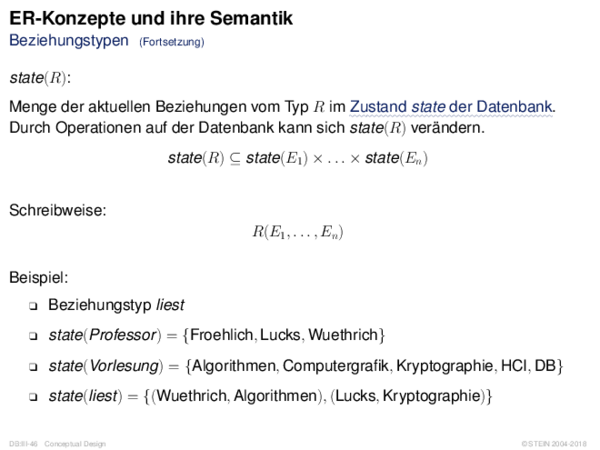 ER-Konzepte und ihre Semantik
Beziehungstypen (Fortsetzung)
state(R):
Menge der aktuellen Beziehungen vom Typ R im Zustand state der Datenbank.
Durch Operationen auf der Datenbank kann sich state(R) verändern.
state(R) ⊆ state(E₁) × … × state(Eₙ)
Schreibweise:
R(E₁, …, Eₙ)
Beispiel:
❑ Beziehungstyp liest
❑ state(Professor) = {Froehlich, Lucks, Wuethrich}
❑ state(Vorlesung) = {Algorithmen, Computergrafik, Kryptographie, HCI, DB}
❑ state(liest) = {(Wuethrich, Algorithmen), (Lucks, Kryptographie)}
DB:III-46 Conceptual Design © STEIN 2004-2018